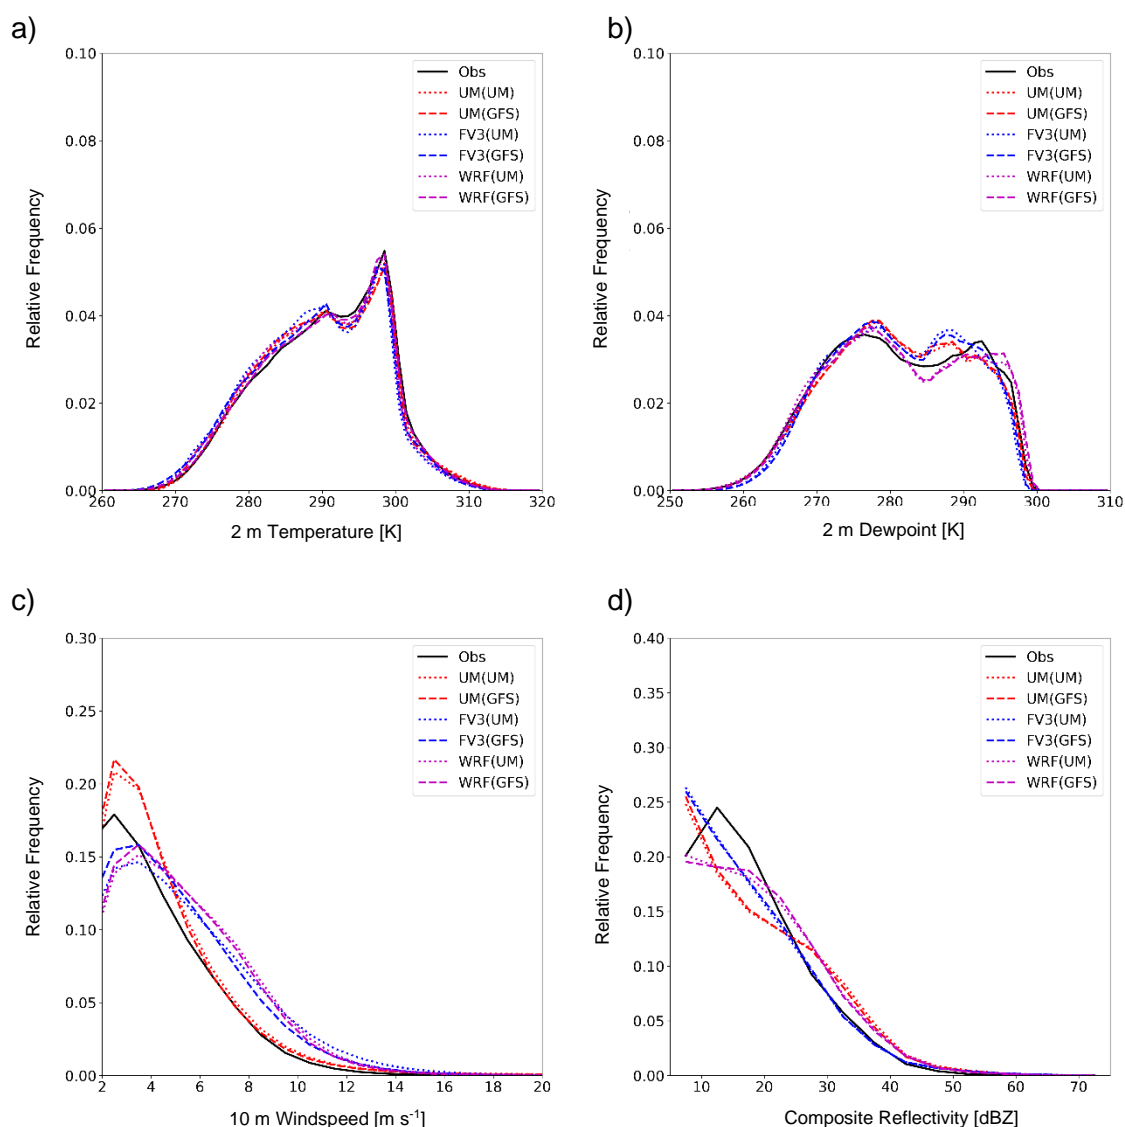 a)
0.10
0.08
0.06
0.04
0.02
0.00
Relative Frequency
Obs
UM(UM)
UM(GFS)
FV3(UM)
FV3(GFS)
WRF(UM)
WRF(GFS)
260 270 280 290 300 310 320
2 m Temperature [K]
b)
0.10
0.08
0.06
0.04
0.02
0.00
Relative Frequency
Obs
UM(UM)
UM(GFS)
FV3(UM)
FV3(GFS)
WRF(UM)
WRF(GFS)
250 260 270 280 290 300 310
2 m Dewpoint [K]
c)
0.30
0.25
0.20
0.15
0.10
0.05
0.00
Relative Frequency
Obs
UM(UM)
UM(GFS)
FV3(UM)
FV3(GFS)
WRF(UM)
WRF(GFS)
2 4 6 8 10 12 14 16 18 20
10 m Windspeed [m s⁻¹]
d)
0.40
0.35
0.30
0.25
0.20
0.15
0.10
0.05
0.00
Relative Frequency
Obs
UM(UM)
UM(GFS)
FV3(UM)
FV3(GFS)
WRF(UM)
WRF(GFS)
10 20 30 40 50 60 70
Composite Reflectivity [dBZ]